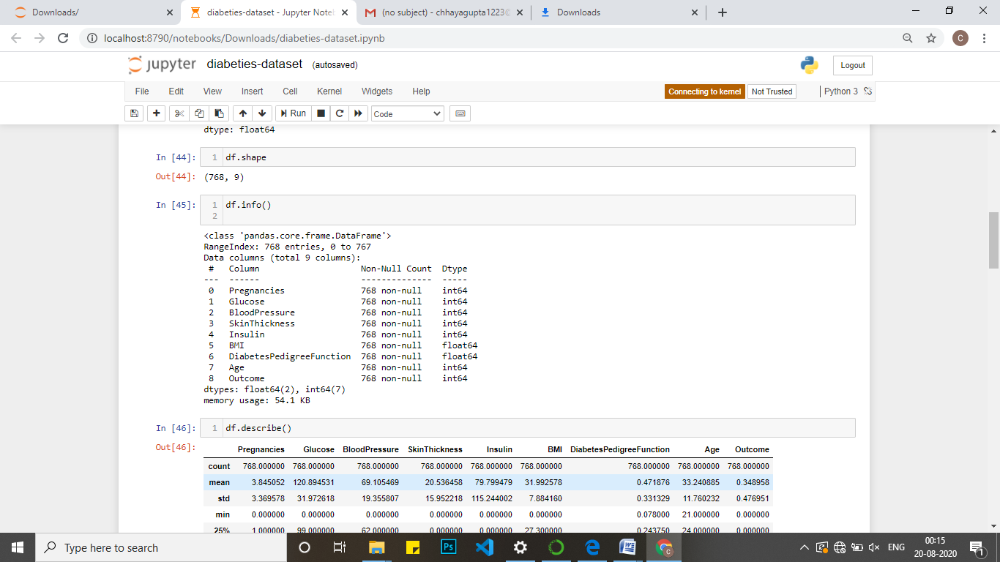 Downloads/
diabeties-dataset - Jupyter Noteb
(no subject) - chhayagupta1223@
Downloads
localhost:8790/notebooks/Downloads/diabeties-dataset.ipynb
C
jupyter diabeties-dataset (autosaved)
Logout
File Edit View Insert Cell Kernel Widgets Help
Connecting to kernel Not Trusted Python 3
Run Code
dtype: float64
In [44]: 1 df.shape
Out[44]: (768, 9)
In [45]: 1 df.info()
2
<class 'pandas.core.frame.DataFrame'>
RangeIndex: 768 entries, 0 to 767
Data columns (total 9 columns):
# Column Non-Null Count Dtype
--- ------ -------------- -----
0 Pregnancies 768 non-null int64
1 Glucose 768 non-null int64
2 BloodPressure 768 non-null int64
3 SkinThickness 768 non-null int64
4 Insulin 768 non-null int64
5 BMI 768 non-null float64
6 DiabetesPedigreeFunction 768 non-null float64
7 Age 768 non-null int64
8 Outcome 768 non-null int64
dtypes: float64(2), int64(7)
memory usage: 54.1 KB
In [46]: 1 df.describe()
Out[46]:
Pregnancies Glucose BloodPressure SkinThickness Insulin BMI DiabetesPedigreeFunction Age Outcome
count 768.000000 768.000000 768.000000 768.000000 768.000000 768.000000 768.000000 768.000000 768.000000
mean 3.845052 120.894531 69.105469 20.536458 79.799479 31.992578 0.471876 33.240885 0.348958
std 3.369578 31.972618 19.355807 15.952218 115.244002 7.884160 0.331329 11.760232 0.476951
min 0.000000 0.000000 0.000000 0.000000 0.000000 0.000000 0.078000 21.000000 0.000000
25% 1.000000 99.000000 62.000000 0.000000 0.000000 27.300000 0.243750 24.000000 0.000000
Type here to search
Ps
W
C
ENG
00:15
20-08-2020
1